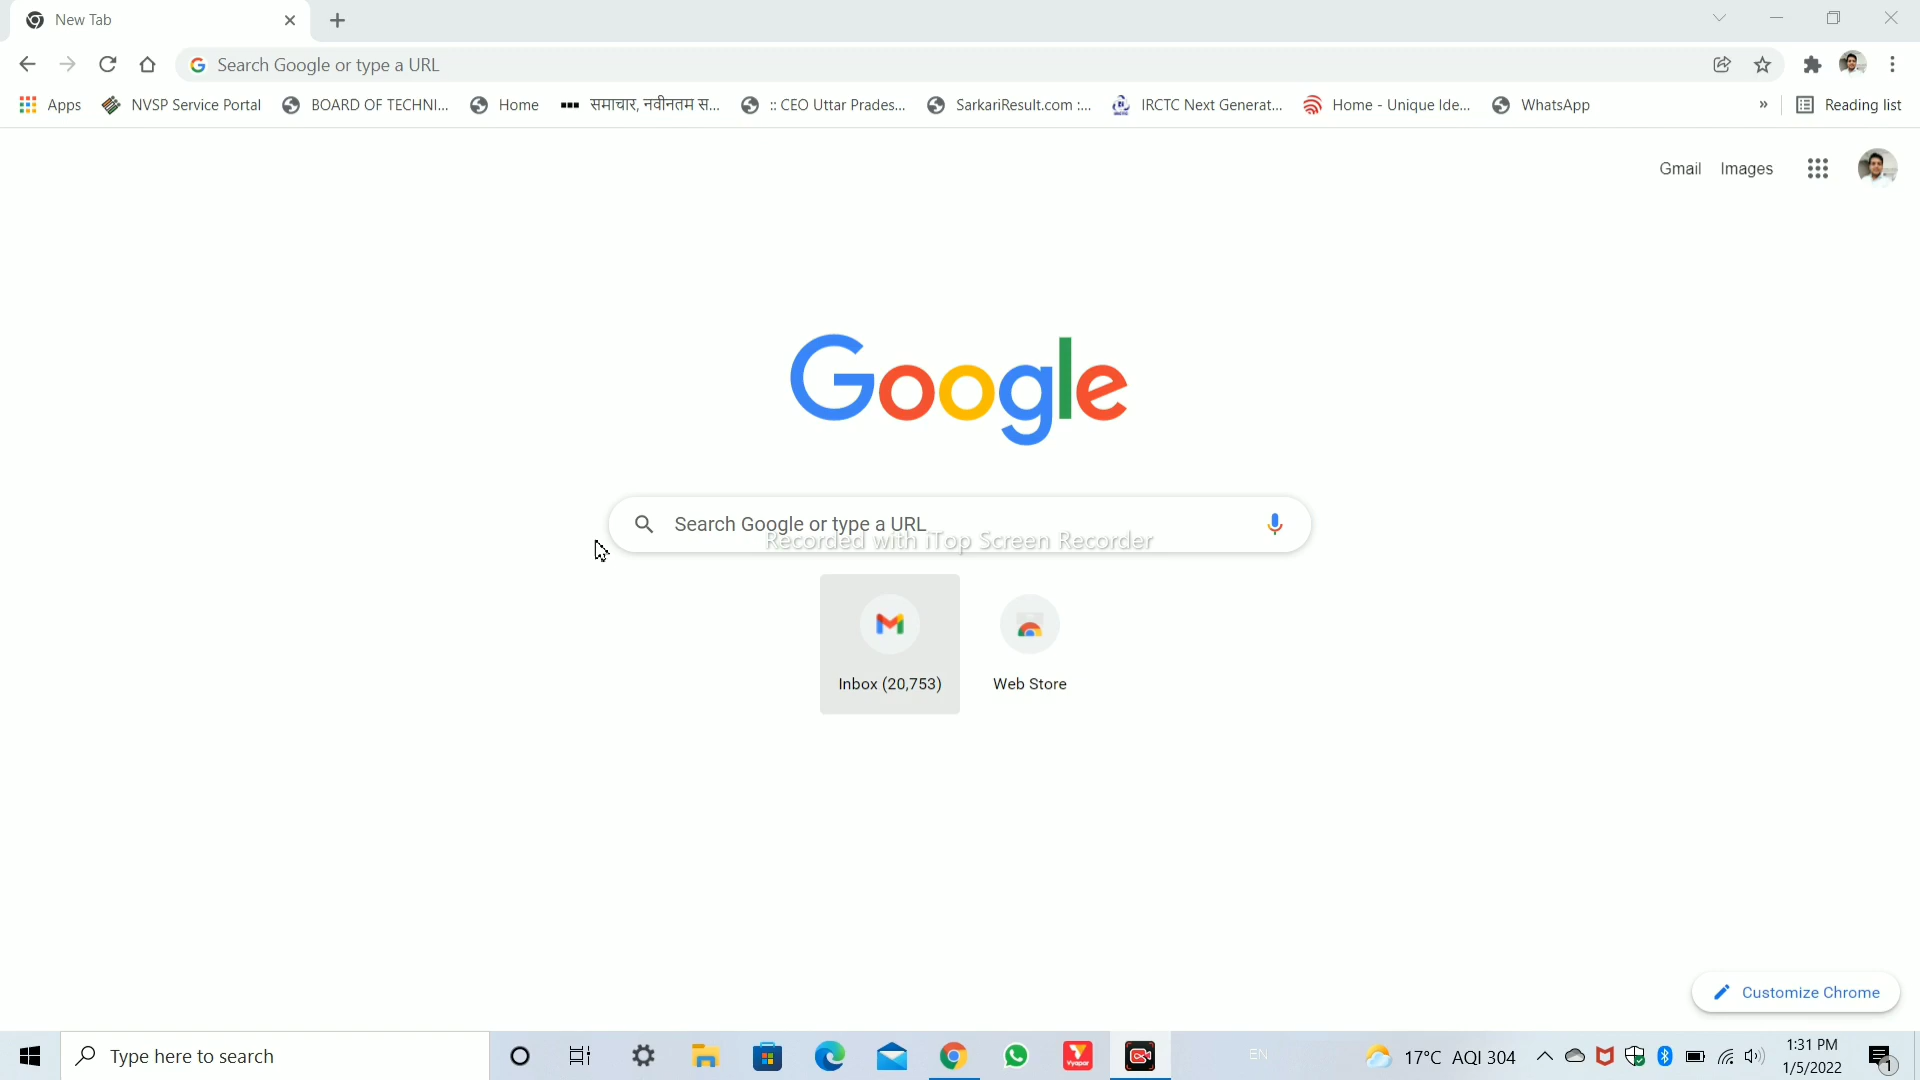 New Tab
Search Google or type a URL
Apps NVSP Service Portal BOARD OF TECHNI... Home समाचार, नवीनतम स... :: CEO Uttar Prades... SarkariResult.com :... IRCTC Next Generat... Home - Unique Ide... WhatsApp » Reading list
Gmail Images
Google
Search Google or type a URL
Recorded with iTop Screen Recorder
Inbox (20,753) Web Store
Customize Chrome
Type here to search
Vyapar
EN
17°C AQI 304
1:31 PM
1/5/2022
1